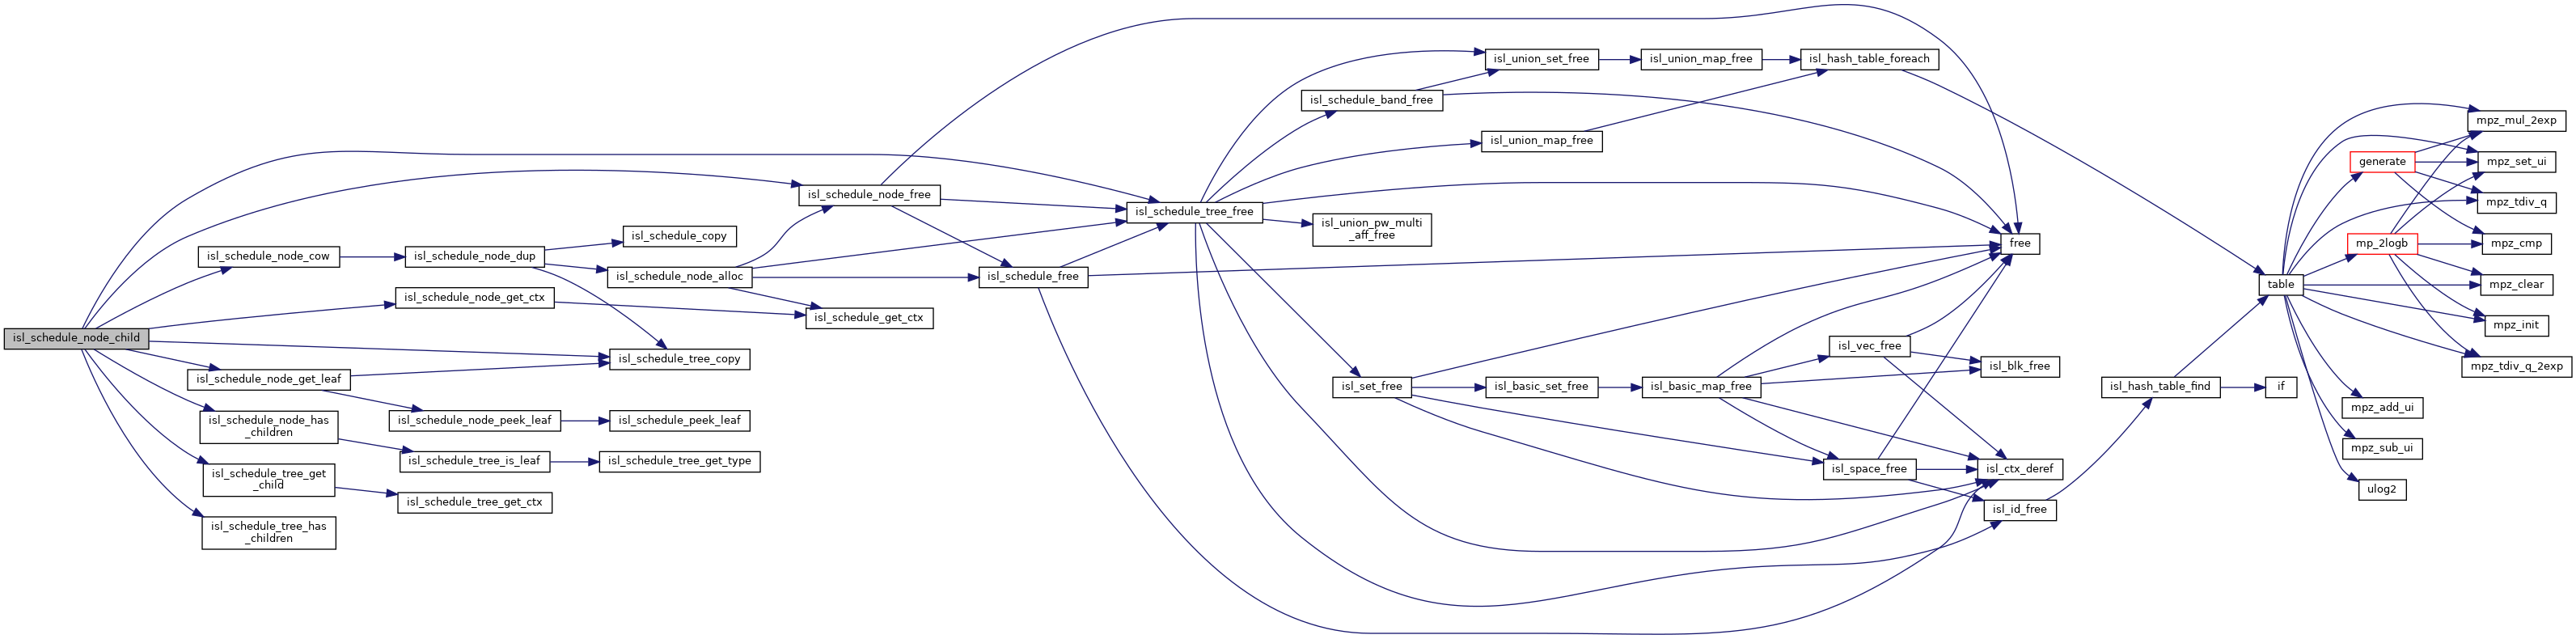 isl_schedule_node_child
isl_schedule_node_cow
isl_schedule_node_get_leaf
isl_schedule_node_has
_children
isl_schedule_tree_get
_child
isl_schedule_tree_has
_children
isl_schedule_node_dup
isl_schedule_node_get_ctx
isl_schedule_node_peek_leaf
isl_schedule_tree_is_leaf
isl_schedule_tree_get_ctx
isl_schedule_copy
isl_schedule_node_alloc
isl_schedule_tree_copy
isl_schedule_peek_leaf
isl_schedule_tree_get_type
isl_schedule_node_free
isl_schedule_get_ctx
isl_schedule_free
isl_schedule_tree_free
isl_schedule_band_free
isl_union_pw_multi
_aff_free
isl_set_free
isl_union_set_free
isl_union_map_free
isl_basic_set_free
isl_union_map_free
isl_basic_map_free
isl_hash_table_foreach
isl_vec_free
isl_space_free
free
isl_blk_free
isl_ctx_deref
isl_id_free
isl_hash_table_find
table
if
generate
mp_2logb
mpz_add_ui
mpz_sub_ui
ulog2
mpz_mul_2exp
mpz_set_ui
mpz_tdiv_q
mpz_cmp
mpz_clear
mpz_init
mpz_tdiv_q_2exp